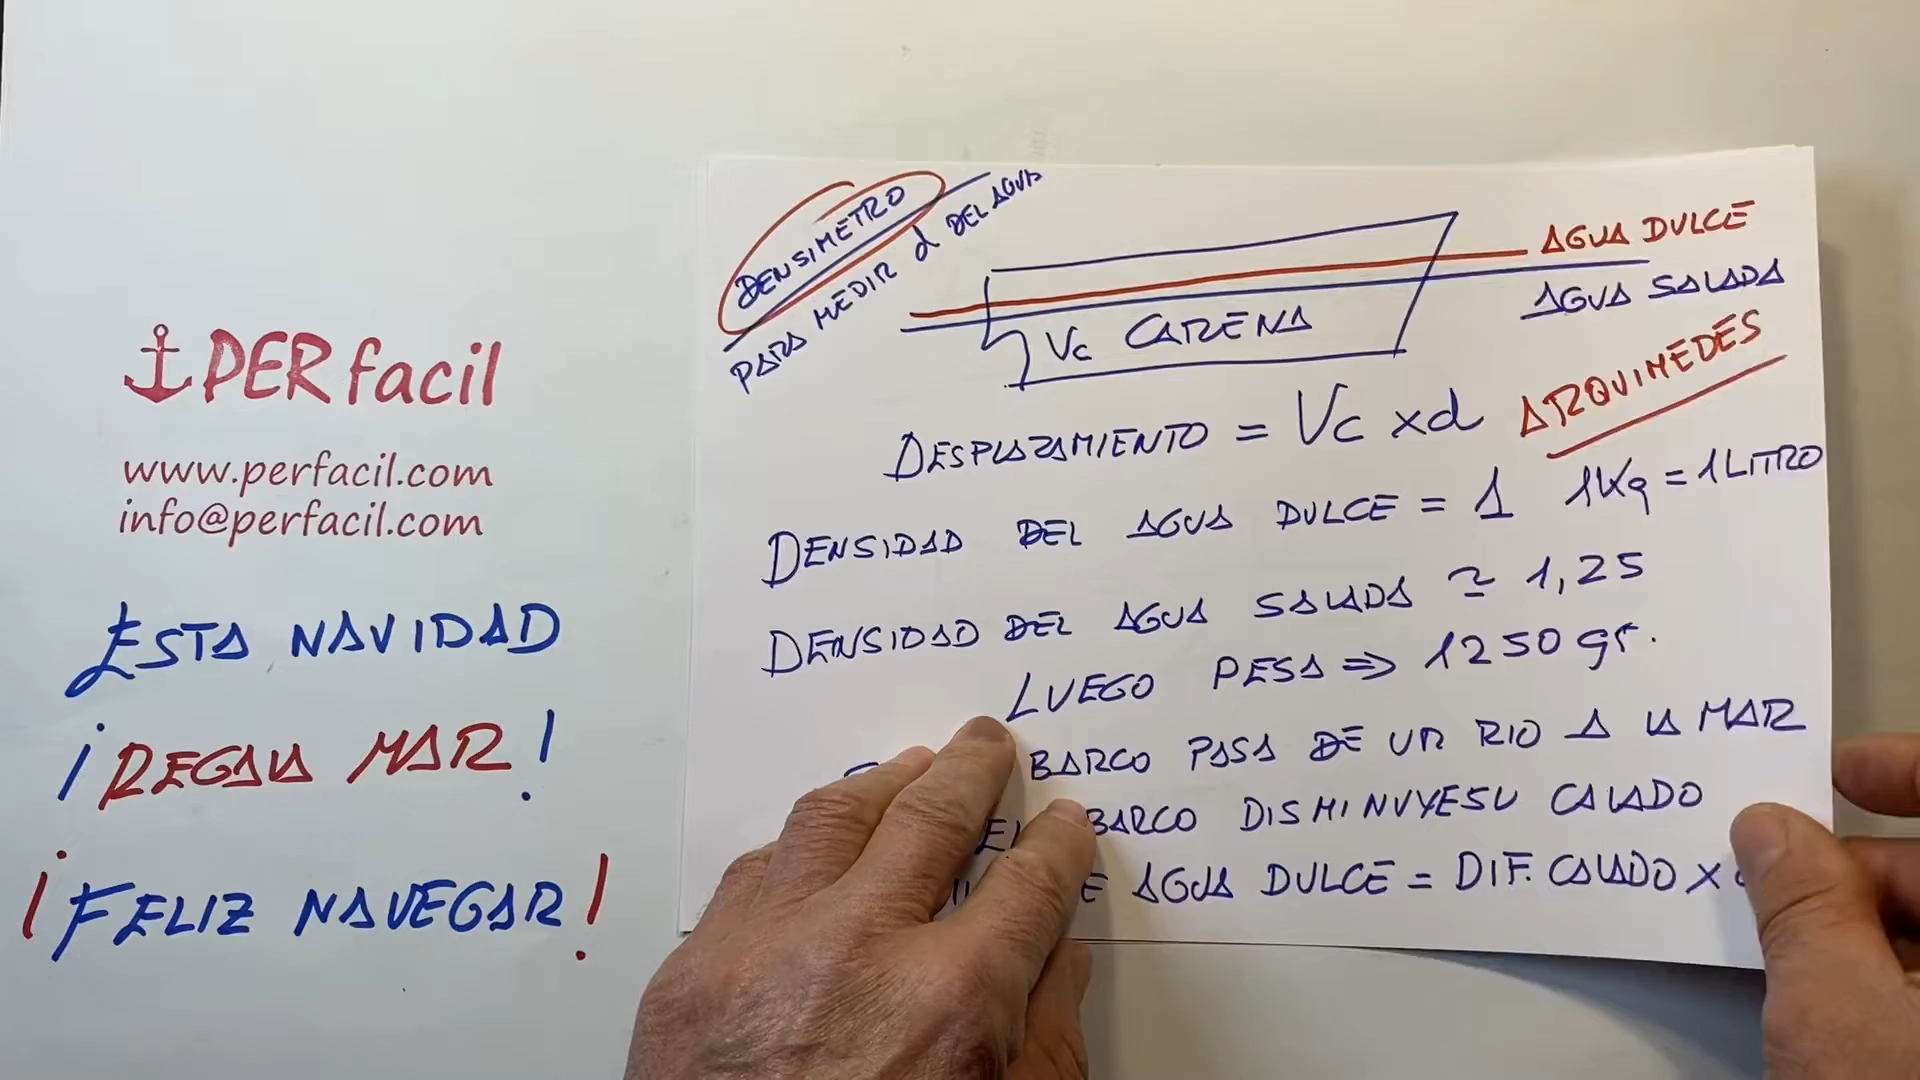 PERfacil
www.perfacil.com
info@perfacil.com
ESTA NAVIDAD
¡REGALA MAR!
¡FELIZ NAVEGAR!
DENSIMETRO
PARA MEDIR d DEL AGUA
AGUA DULCE
AGUA SALADA
Vc CARENA
ARQUIMEDES
DESPLAZAMIENTO = Vc x d
DENSIDAD DEL AGUA DULCE = 1 1Kg = 1 LITRO
DENSIDAD DEL AGUA SALADA ≃ 1,25
LUEGO PESA ⇒ 1250 gr.
BARCO PASA DE UN RIO A LA MAR
EL BARCO DISMINUYE SU CALADO
AGUA DULCE = DIF. CALADO x